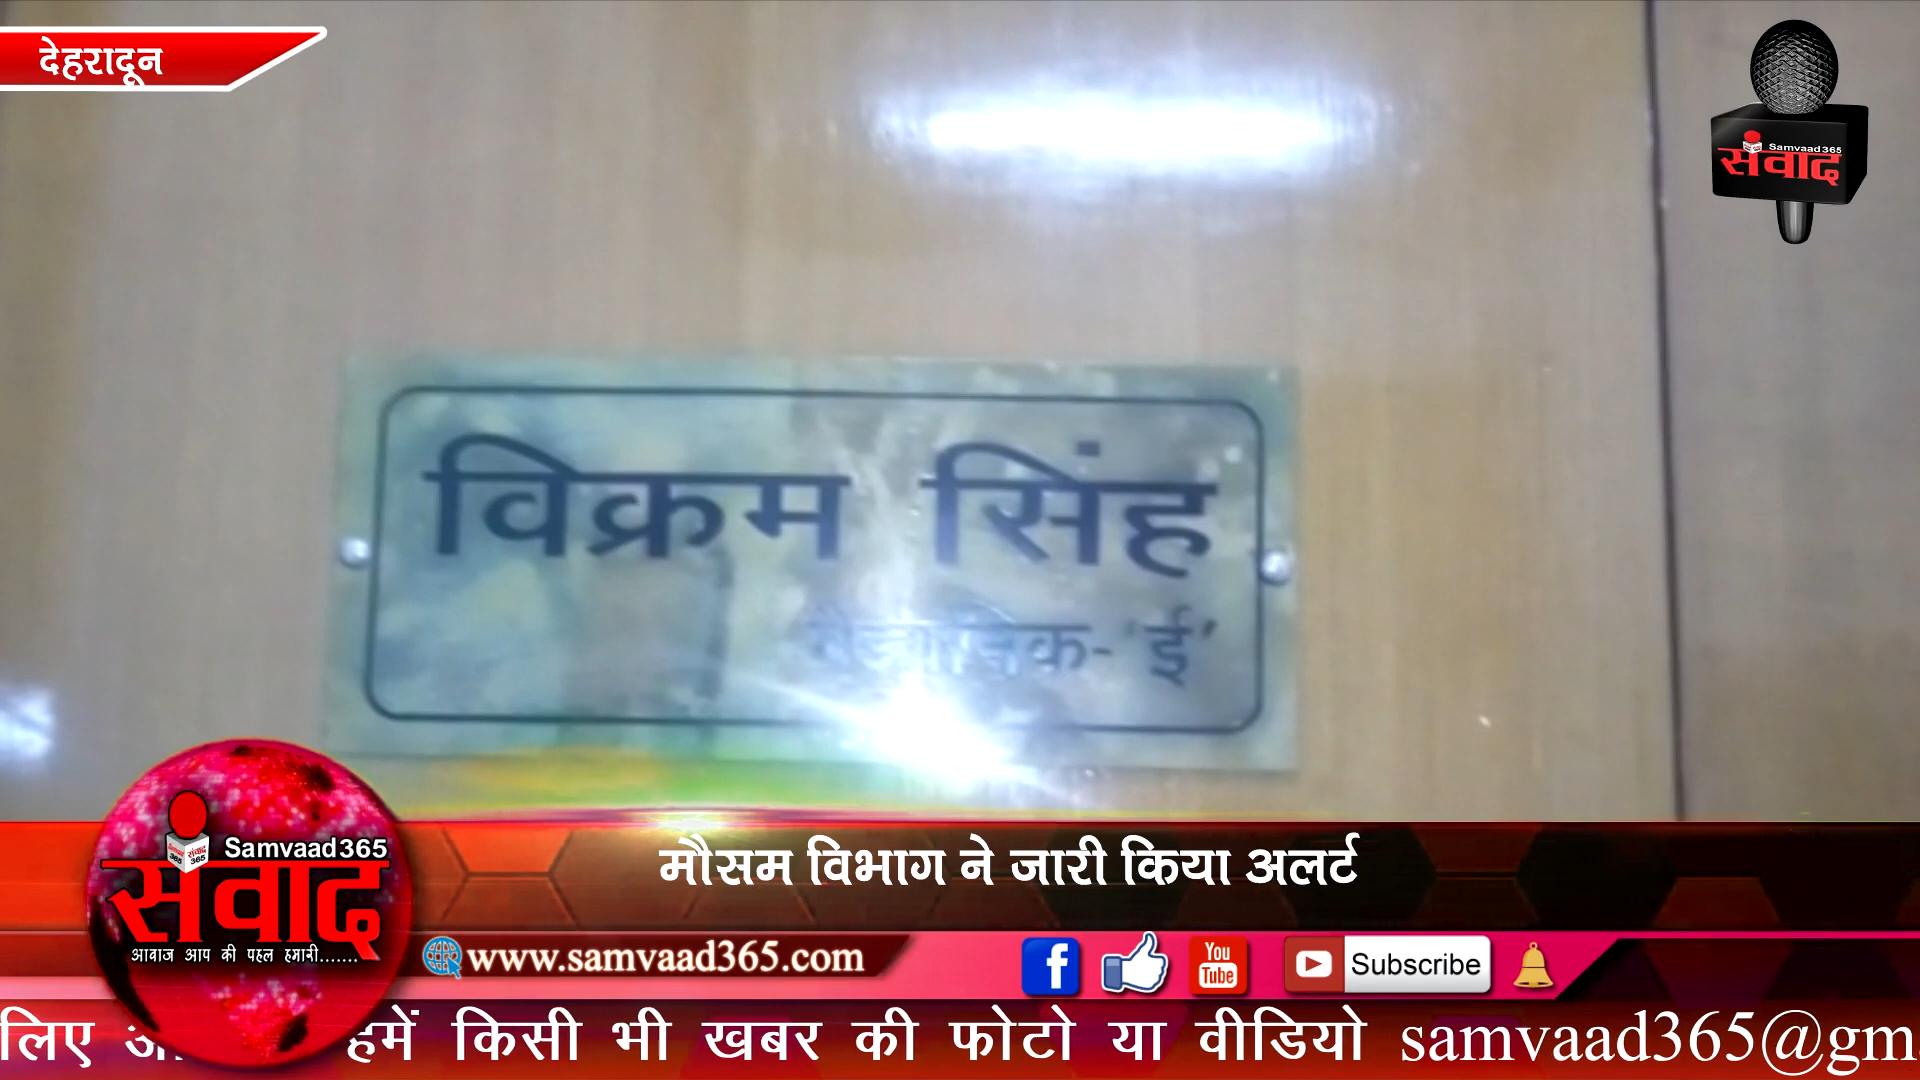 देहरादून
Samvaad365
संवाद
विक्रम सिंह
वैज्ञानिक- 'ई'
मौसम विभाग ने जारी किया अलर्ट
Samvaad365
संवाद
आवाज आप की पहल हमारी.......
www.samvaad365.com
You
Tube
Subscribe
लिए हमें किसी भी खबर की फोटो या वीडियो samvaad365@gm